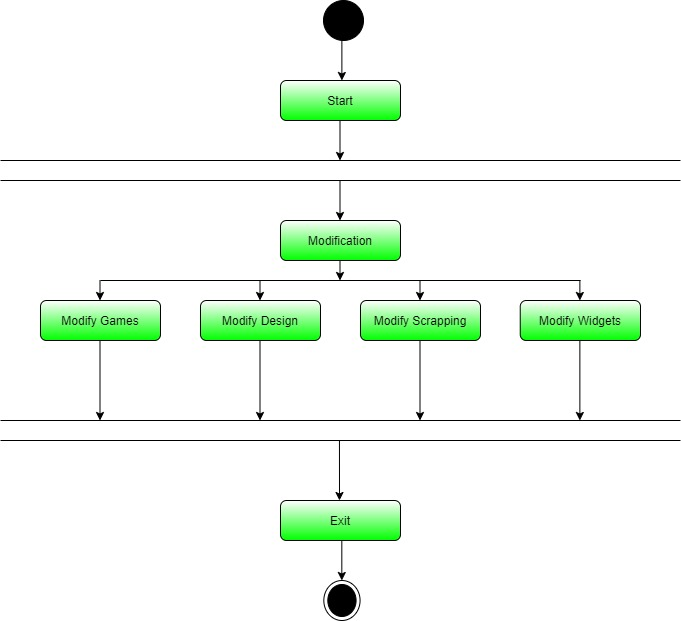 Start
Modification
Modify Games
Modify Design
Modify Scrapping
Modify Widgets
Exit